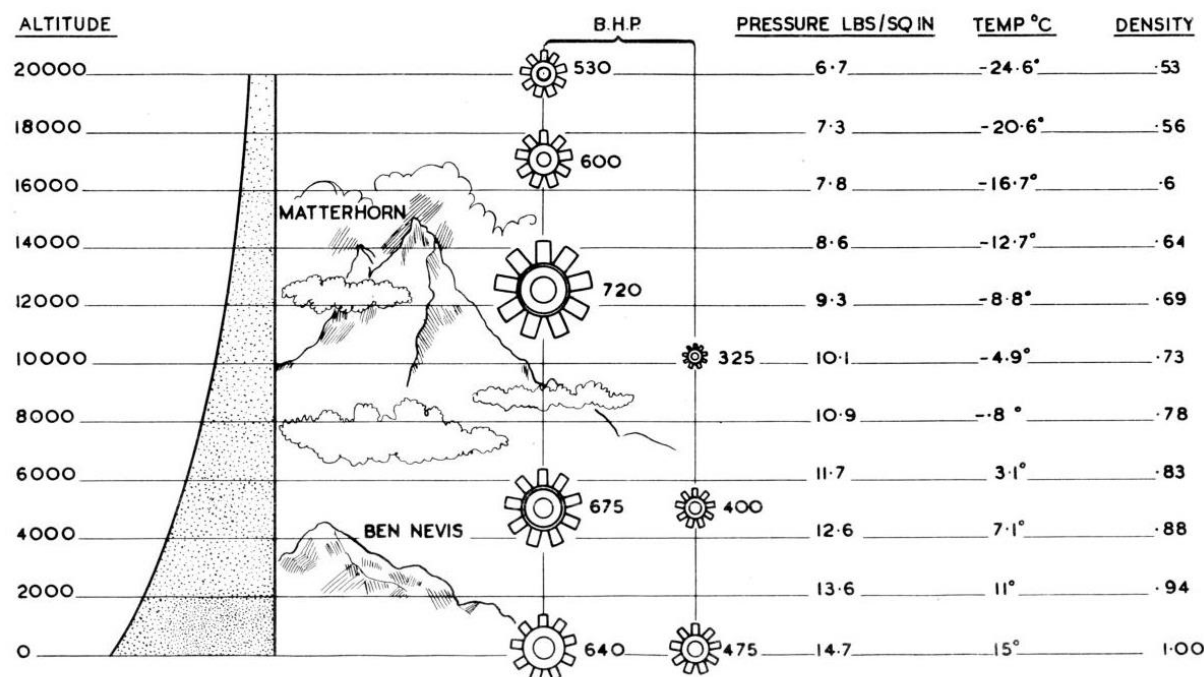 ALTITUDE B.H.P. PRESSURE LBS/SQ IN TEMP °C DENSITY
20000 530 6·7 -24·6° ·53
18000 7·3 -20·6° ·56
600
16000 7·8 -16·7° ·6
MATTERHORN
14000 8·6 -12·7° ·64
720
12000 9·3 -8·8° ·69
10000 325 10·1 -4·9° ·73
8000 10·9 -·8° ·78
6000 11·7 3·1° ·83
675 400
4000 BEN NEVIS 12·6 7·1° ·88
2000 13·6 11° ·94
0 640 475 14·7 15° 1·00